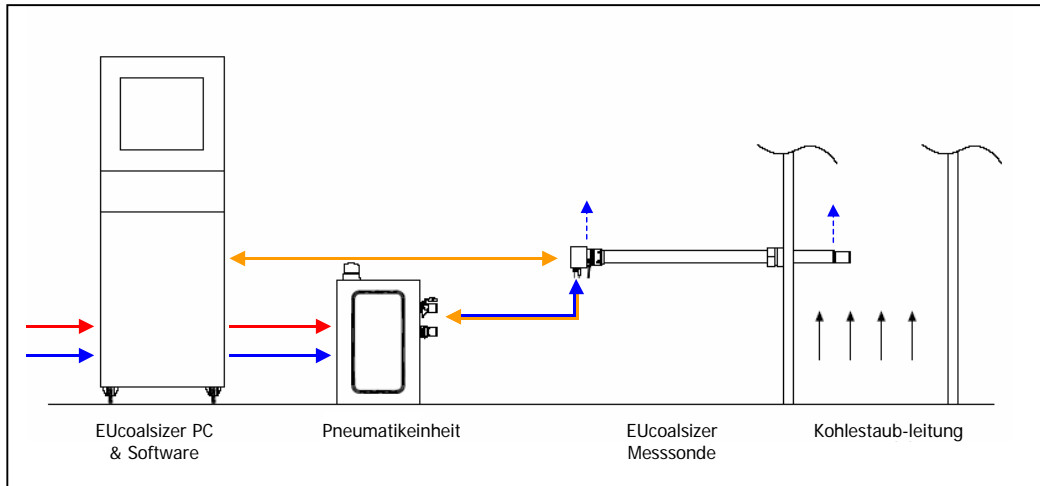 EUcoalsizer PC
& Software
Pneumatikeinheit
EUcoalsizer
Messsonde
Kohlestaub-leitung